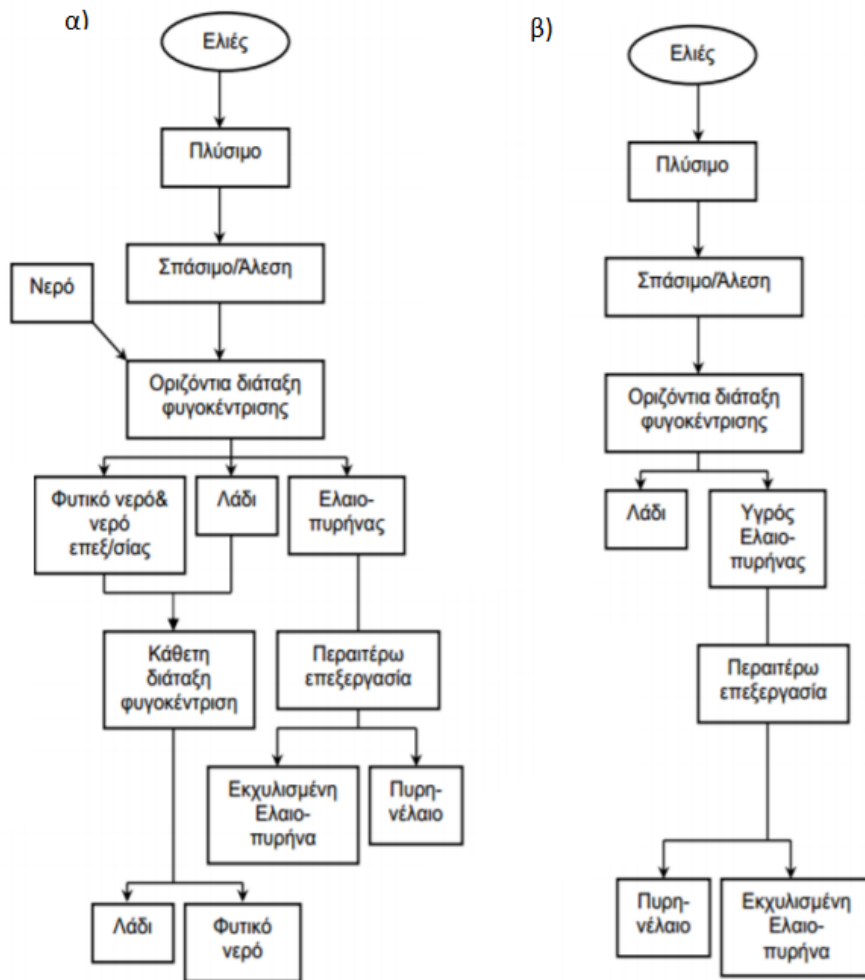 α)
Ελιές
Πλύσιμο
Σπάσιμο/Άλεση
Νερό
Οριζόντια διάταξη
φυγοκέντρισης
Φυτικό νερό&
νερό
επεξ/σίας
Λάδι
Ελαιο-
πυρήνας
Κάθετη
διάταξη
φυγοκέντριση
Περαιτέρω
επεξεργασία
Εκχυλισμένη
Ελαιο-
πυρήνα
Πυρη-
νέλαιο
Λάδι
Φυτικό
νερό
β)
Ελιές
Πλύσιμο
Σπάσιμο/Άλεση
Οριζόντια διάταξη
φυγοκέντρισης
Λάδι
Υγρός
Ελαιο-
πυρήνας
Περαιτέρω
επεξεργασία
Πυρη-
νέλαιο
Εκχυλισμένη
Ελαιο-
πυρήνα